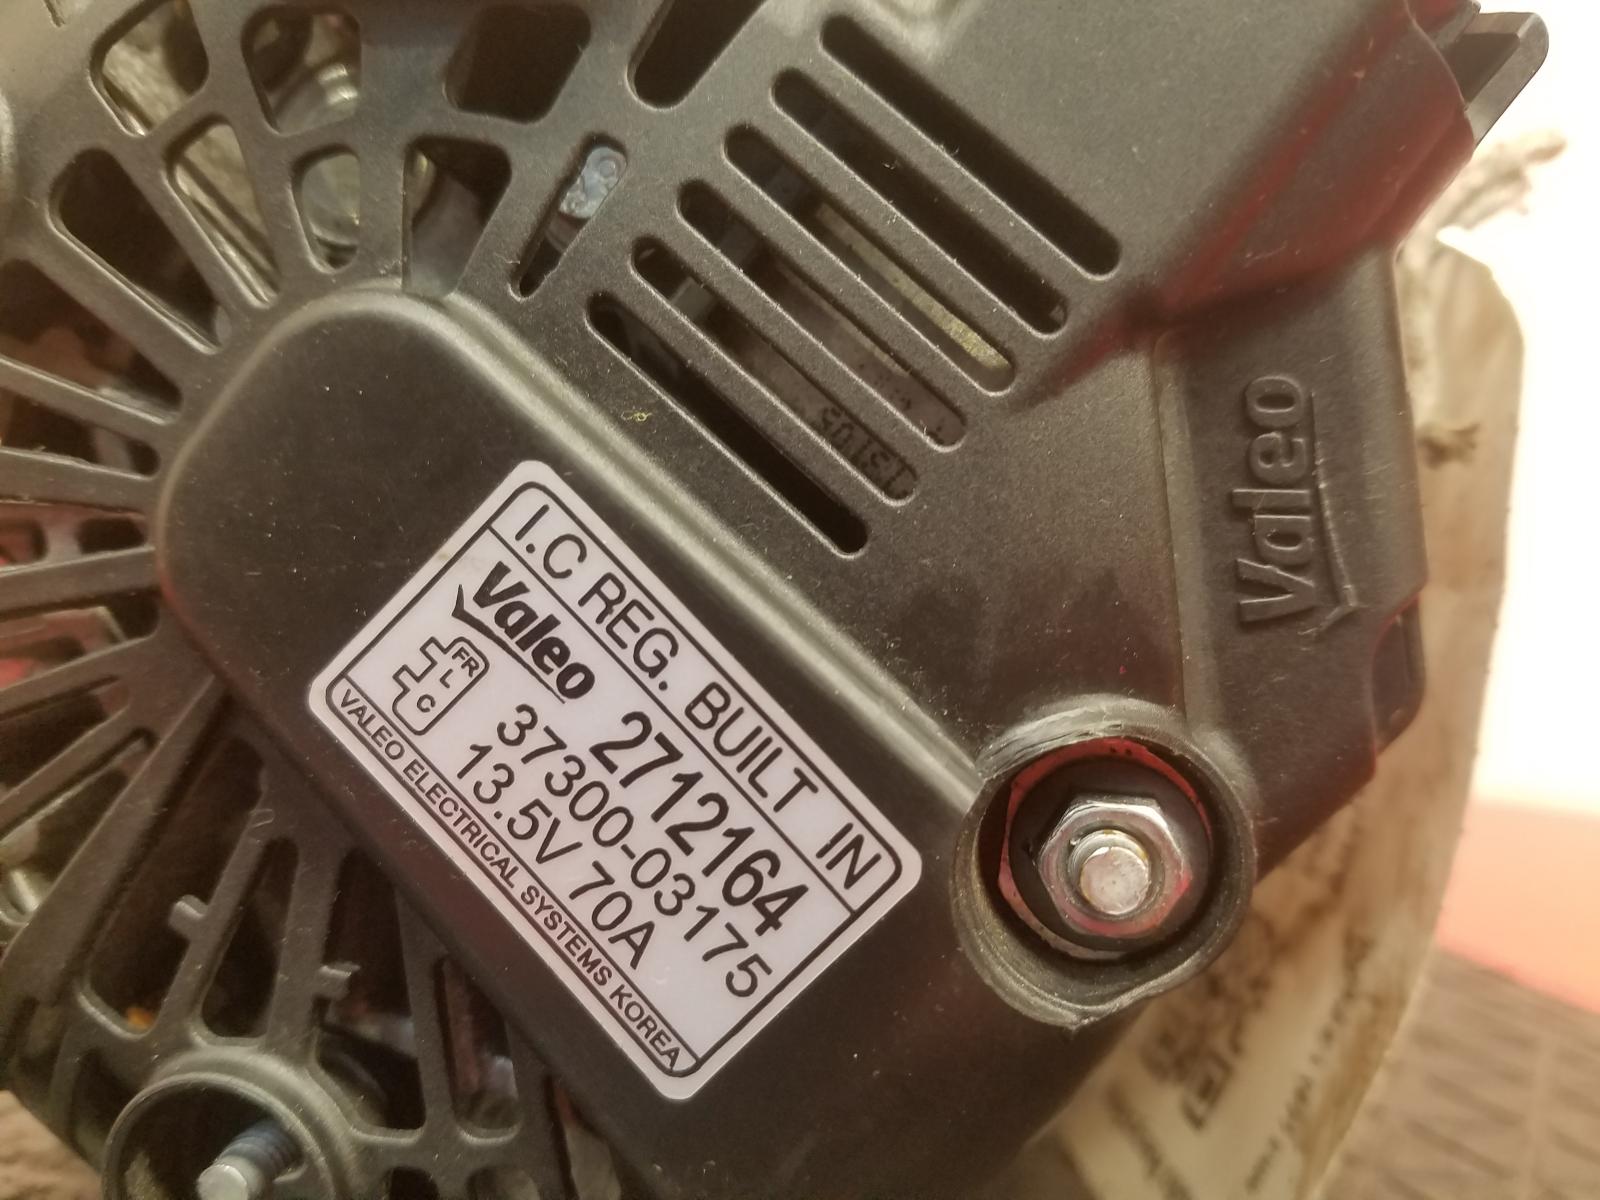 I.C REG. BUILT IN
Valeo 2712164
FR
L
C
37300-03175
13.5V 70A
VALEO ELECTRICAL SYSTEMS KOREA
Valeo